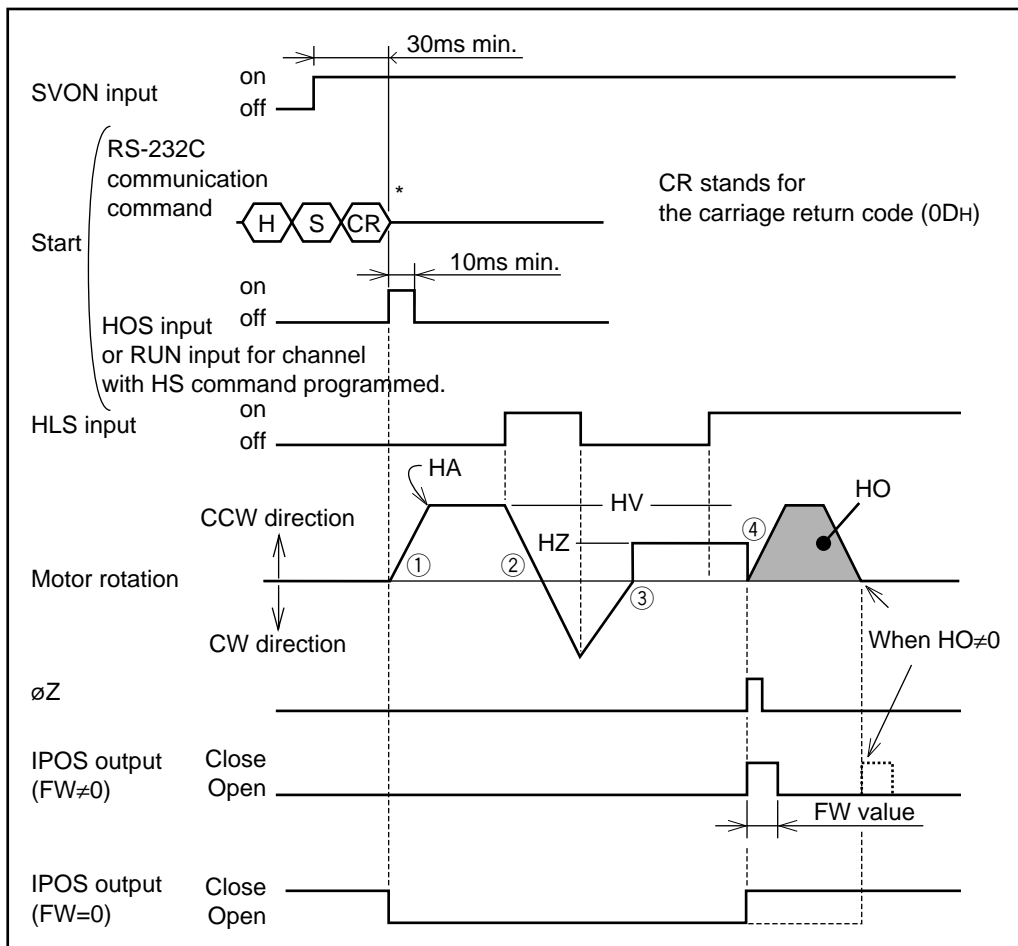 30ms min.
SVON input
on
off
Start
RS-232C
communication
command
H S CR
*
CR stands for
the carriage return code (0DH)
10ms min.
on
off
HOS input
or RUN input for channel
with HS command programmed.
HLS input
on
off
HA
HV
HO
HZ
CCW direction
Motor rotation
CW direction
① ② ③ ④
When HO≠0
øZ
IPOS output
(FW≠0)
Close
Open
FW value
IPOS output
(FW=0)
Close
Open